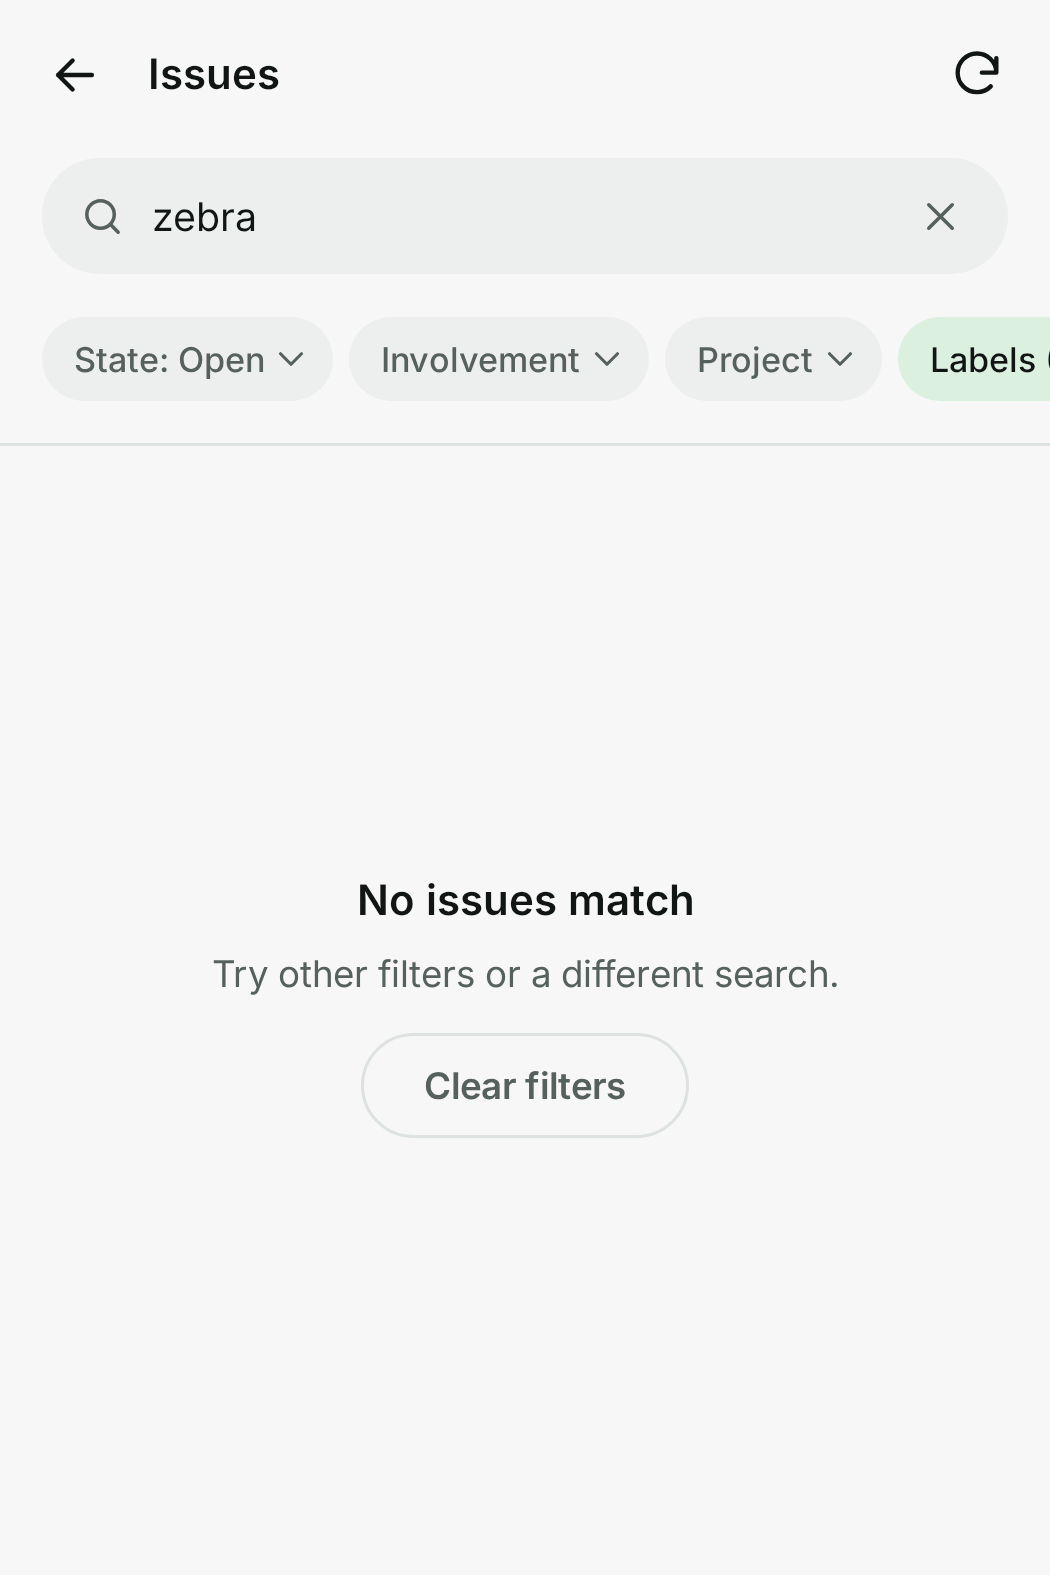 Issues
zebra
State: Open
Involvement
Project
Labels
No issues match
Try other filters or a different search.
Clear filters